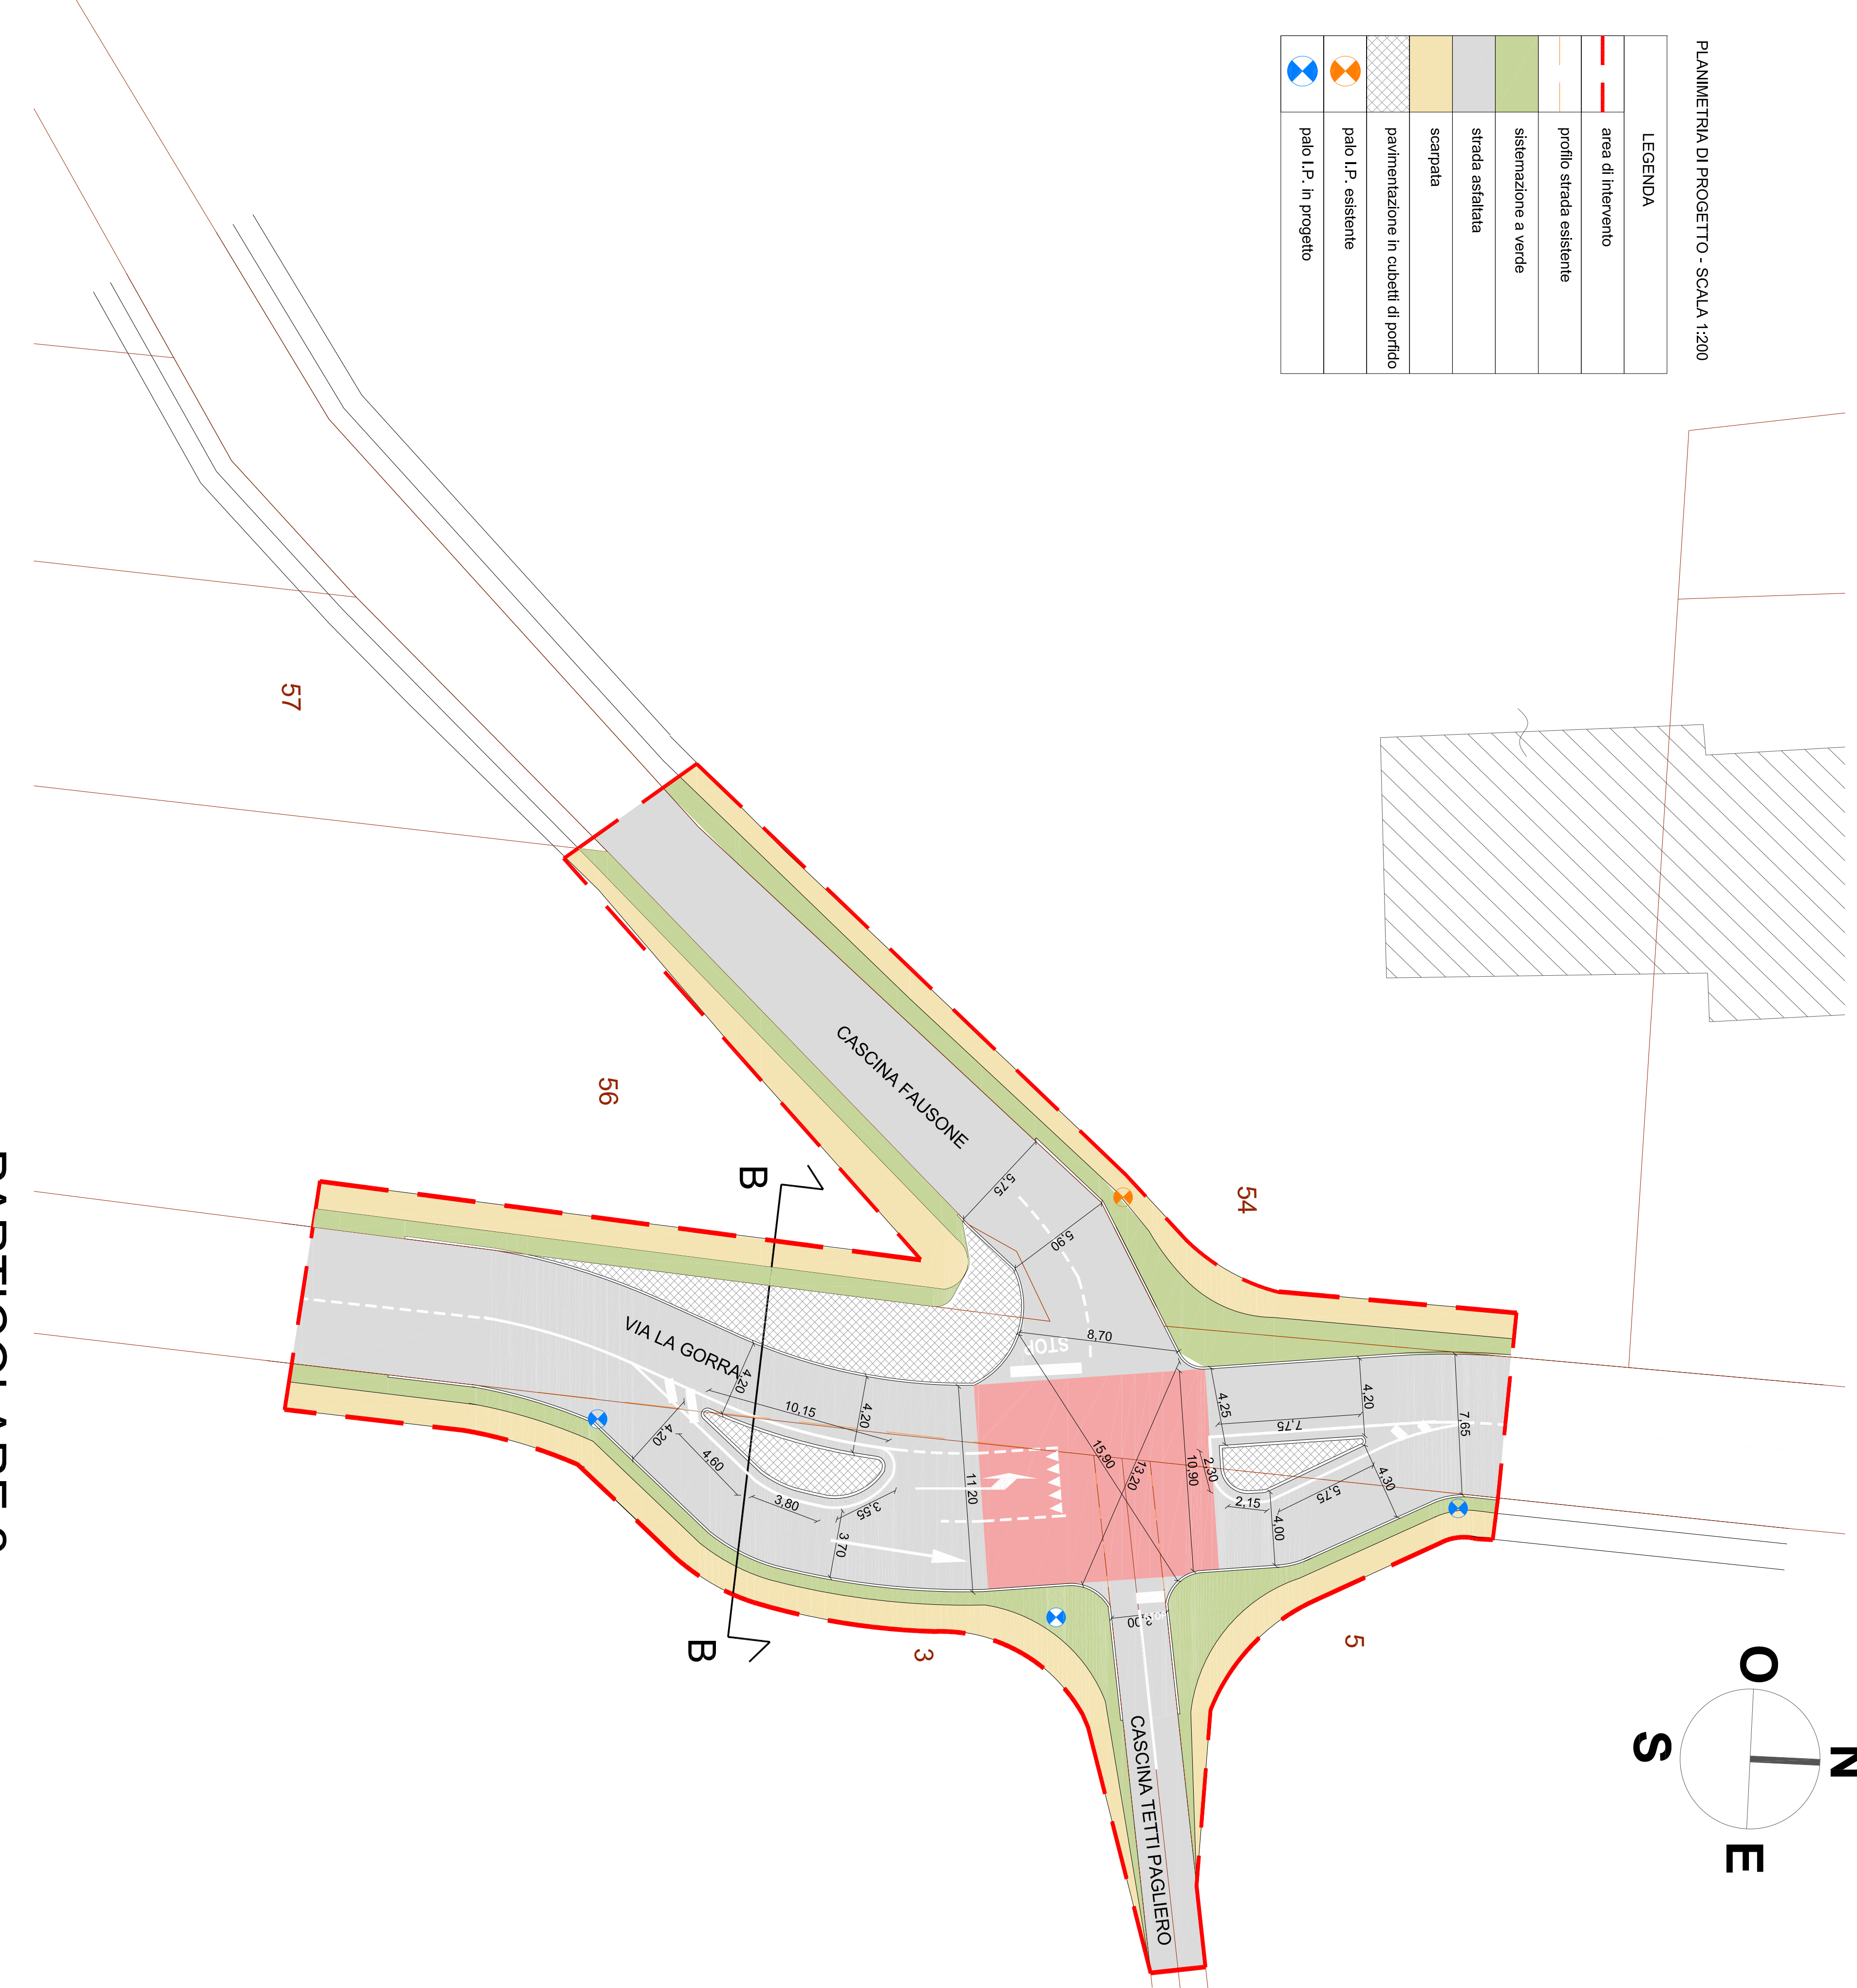 PLANIMETRIA DI PROGETTO - SCALA 1:200
LEGENDA
area di intervento
profilo strada esistente
sistemazione a verde
strada asfaltata
scarpata
pavimentazione in cubetti di porfido
palo I.P. esistente
palo I.P. in progetto
57
56
54
CASCINA FAUSONE
B
5,75
5,90
8,70
STOP
VIA LA GORRA
4,20
10,15
4,20
4,20
4,60
3,80
3,55
3,70
11,20
15,90
13,20
10,90
4,25
7,75
4,20
7,65
2,30
2,15
5,75
4,30
4,00
B
3
5
CASCINA TETTI PAGLIERO
O
S
N
E